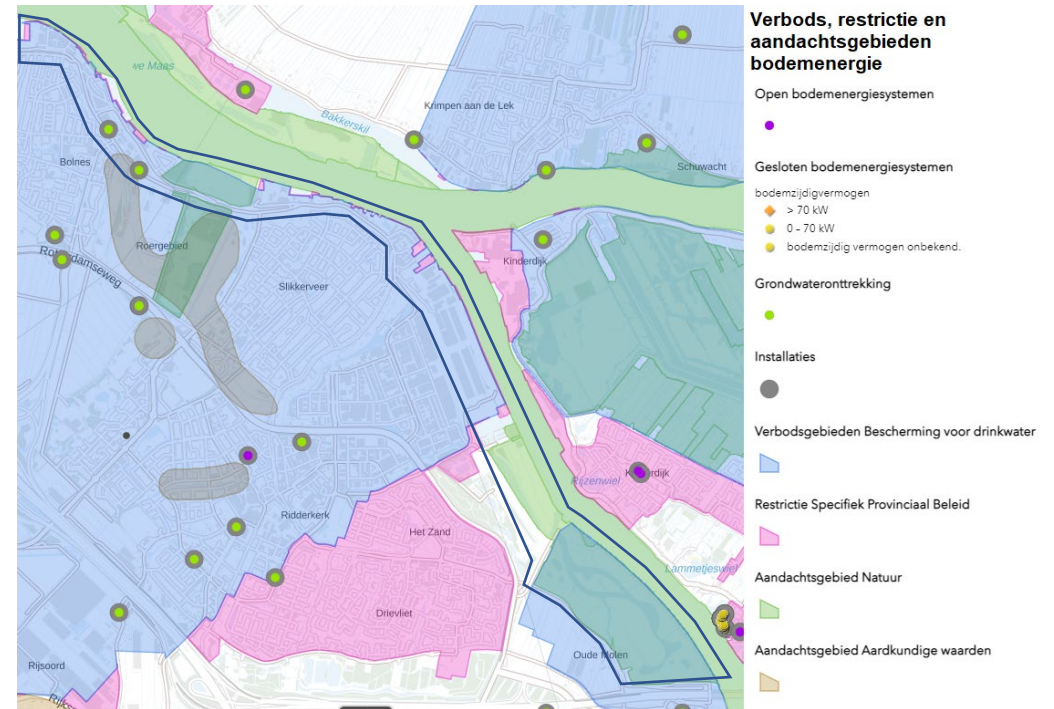 Verbods, restrictie en
aandachtsgebieden
bodemenergie
Open bodemenergiesystemen
Gesloten bodemenergiesystemen
bodemzijdigvermogen
> 70 kW
0 - 70 kW
bodemzijdig vermogen onbekend.
Grondwateronttrekking
Installaties
Verbodsgebieden Bescherming voor drinkwater
Restrictie Specifiek Provinciaal Beleid
Aandachtsgebied Natuur
Aandachtsgebied Aardkundige waarden
we Maas
Krimpen aan de Lek
Bakkerskil
Bolnes
Schuwacht
Roergebied
Kinderdijk
Slikkerveer
Rijzenwiel
Ridderkerk
Het Zand
Lammetjeswiel
Drievliet
Oude Molen
Rijsoord